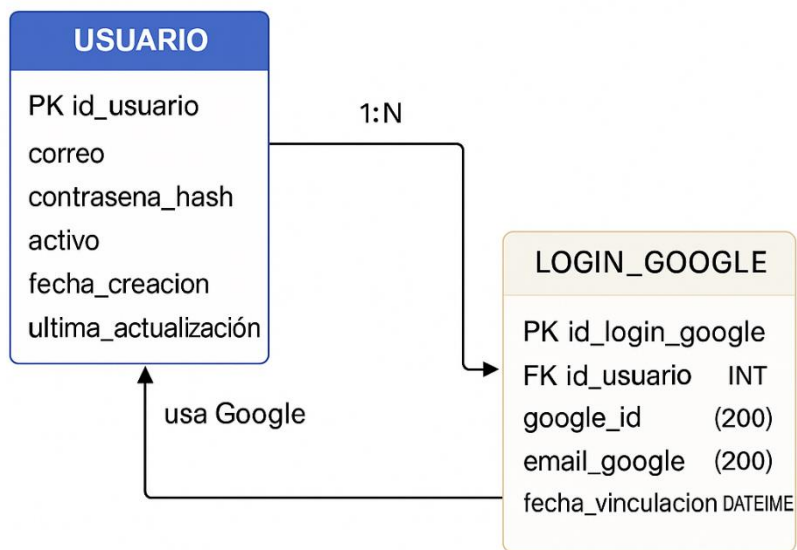 USUARIO
PK id_usuario
correo
contrasena_hash
activo
fecha_creacion
ultima_actualización
1:N
usa Google
LOGIN_GOOGLE
PK id_login_google
FK id_usuario INT
google_id (200)
email_google (200)
fecha_vinculacion DATEIME